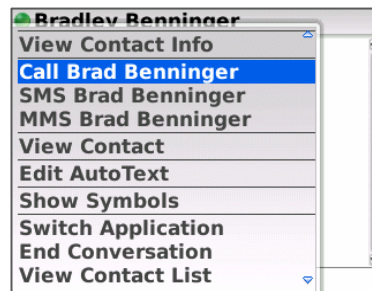 Bradley Benninger
View Contact Info
Call Brad Benninger
SMS Brad Benninger
MMS Brad Benninger
View Contact
Edit AutoText
Show Symbols
Switch Application
End Conversation
View Contact List